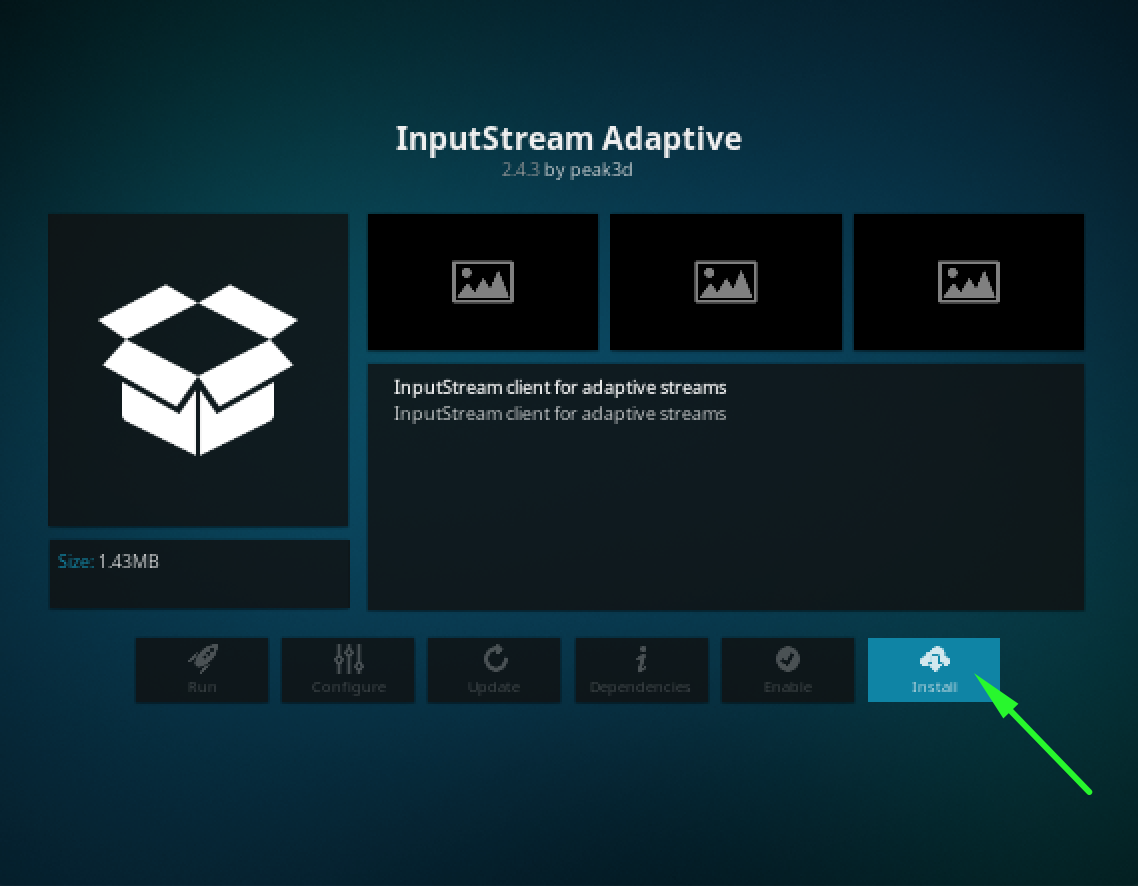 InputStream Adaptive
2.4.3 by peak3d
InputStream client for adaptive streams
InputStream client for adaptive streams
Size: 1.43MB
Run
Configure
Update
Dependencies
Enable
Install